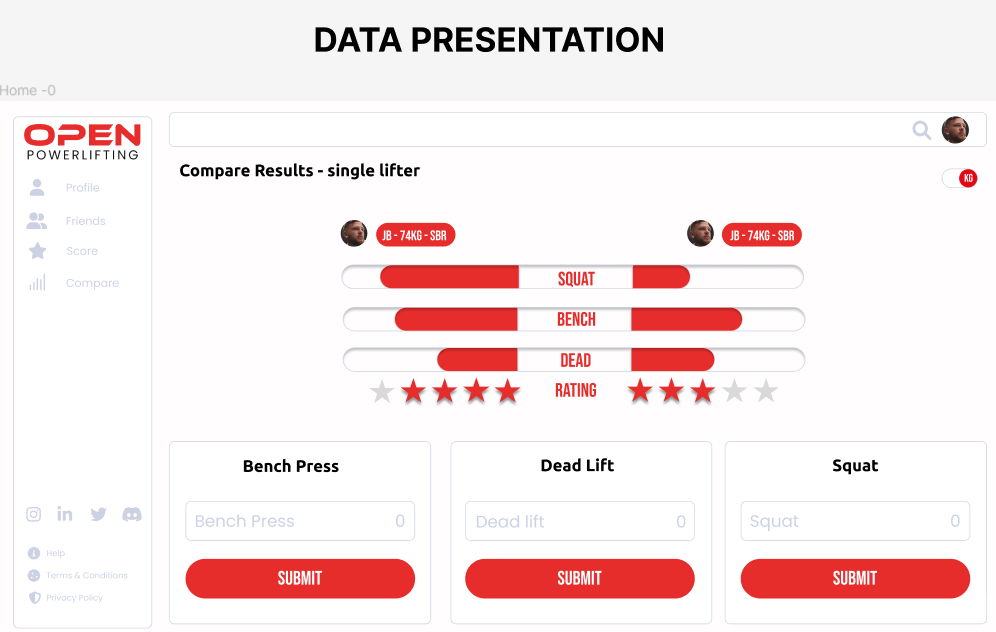 DATA PRESENTATION
Home -0
OPEN
POWERLIFTING
Profile
Friends
Score
Compare
Help
Terms & Conditions
Privacy Policy
Compare Results - single lifter
KG
JB - 74KG - SBR
JB - 74KG - SBR
SQUAT
BENCH
DEAD
RATING
Bench Press
Bench Press 0
SUBMIT
Dead Lift
Dead lift 0
SUBMIT
Squat
Squat 0
SUBMIT